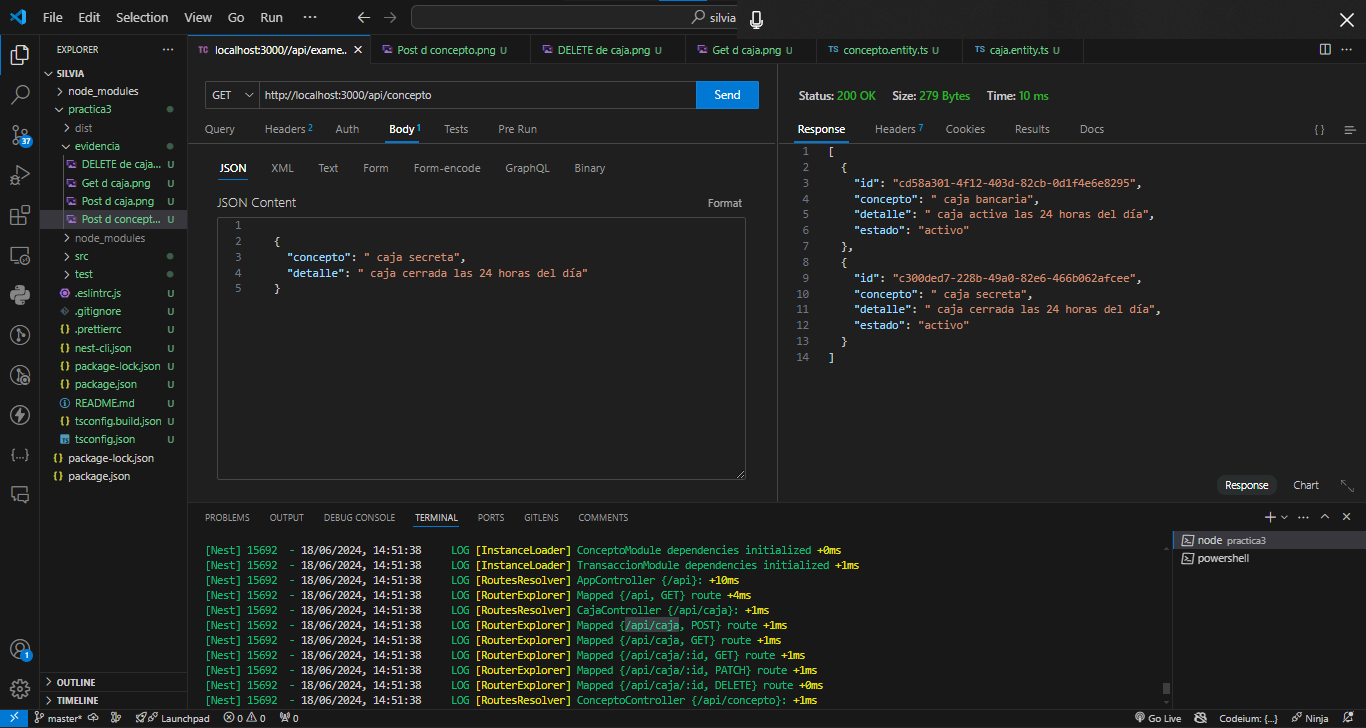 File Edit Selection View Go Run ··· silvia
EXPLORER ···
SILVIA
node_modules
practica3
dist
evidencia
DELETE de caja... U
Get d caja.png U
Post d caja.png U
Post d concept... U
node_modules
src
test
.eslintrc.js U
.gitignore U
.prettierrc U
nest-cli.json U
package-lock.json U
package.json U
README.md U
tsconfig.build.json U
tsconfig.json U
package-lock.json
package.json
OUTLINE
TIMELINE
37
1
TC localhost:3000//api/exame..
Post d concepto.png U
DELETE de caja.png U
Get d caja.png U
TS concepto.entity.ts U
TS caja.entity.ts U
GET http://localhost:3000/api/concepto Send
Query Headers 2 Auth Body 1 Tests Pre Run
JSON XML Text Form Form-encode GraphQL Binary
JSON Content Format
1
2 {
3 "concepto": " caja secreta",
4 "detalle": " caja cerrada las 24 horas del día"
5 }
Status: 200 OK Size: 279 Bytes Time: 10 ms
Response Headers 7 Cookies Results Docs { }
1 [
2 {
3 "id": "cd58a301-4f12-403d-82cb-0d1f4e6e8295",
4 "concepto": " caja bancaria",
5 "detalle": " caja activa las 24 horas del día",
6 "estado": "activo"
7 },
8 {
9 "id": "c300ded7-228b-49a0-82e6-466b062afcee",
10 "concepto": " caja secreta",
11 "detalle": " caja cerrada las 24 horas del día",
12 "estado": "activo"
13 }
14 ]
Response Chart
PROBLEMS OUTPUT DEBUG CONSOLE TERMINAL PORTS GITLENS COMMENTS
[Nest] 15692 - 18/06/2024, 14:51:38 LOG [InstanceLoader] ConceptoModule dependencies initialized +0ms
[Nest] 15692 - 18/06/2024, 14:51:38 LOG [InstanceLoader] TransaccionModule dependencies initialized +1ms
[Nest] 15692 - 18/06/2024, 14:51:38 LOG [RoutesResolver] AppController {/api}: +10ms
[Nest] 15692 - 18/06/2024, 14:51:38 LOG [RouterExplorer] Mapped {/api, GET} route +4ms
[Nest] 15692 - 18/06/2024, 14:51:38 LOG [RoutesResolver] CajaController {/api/caja}: +1ms
[Nest] 15692 - 18/06/2024, 14:51:38 LOG [RouterExplorer] Mapped {/api/caja, POST} route +1ms
[Nest] 15692 - 18/06/2024, 14:51:38 LOG [RouterExplorer] Mapped {/api/caja, GET} route +1ms
[Nest] 15692 - 18/06/2024, 14:51:38 LOG [RouterExplorer] Mapped {/api/caja/:id, GET} route +1ms
[Nest] 15692 - 18/06/2024, 14:51:38 LOG [RouterExplorer] Mapped {/api/caja/:id, PATCH} route +1ms
[Nest] 15692 - 18/06/2024, 14:51:38 LOG [RouterExplorer] Mapped {/api/caja/:id, DELETE} route +0ms
[Nest] 15692 - 18/06/2024, 14:51:38 LOG [RoutesResolver] ConceptoController {/api/concepto}: +1ms
node practica3
powershell
master* Launchpad 0 0 0 Go Live Codeium: {...} Ninja